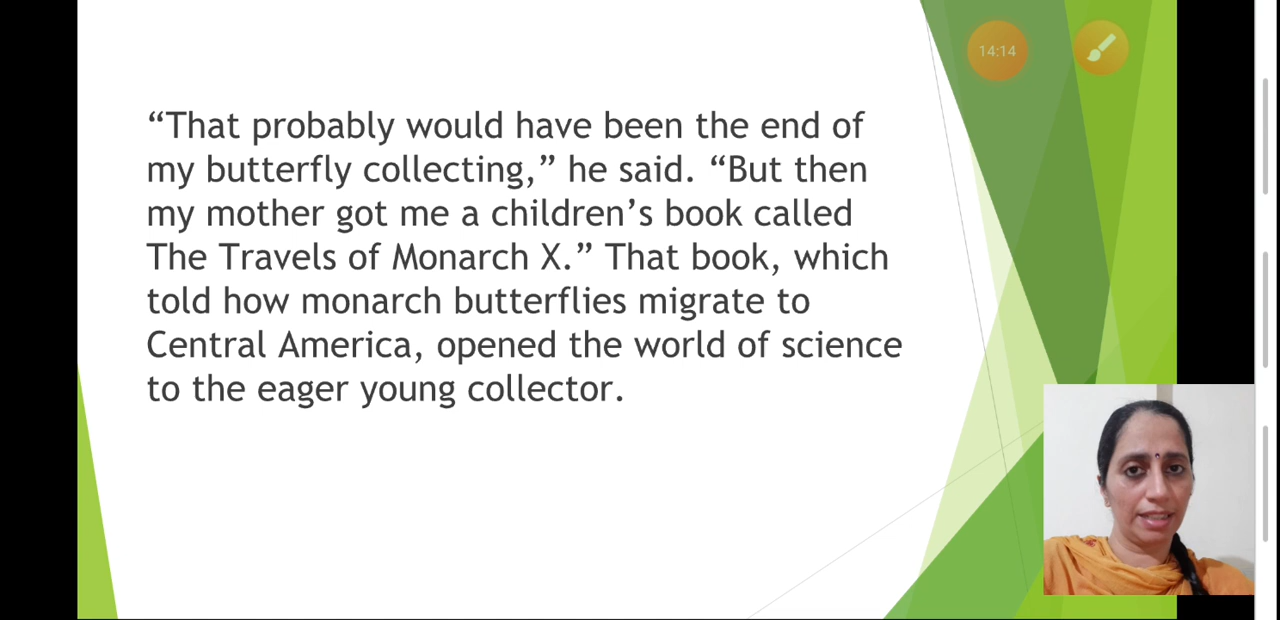 14:14
“That probably would have been the end of
my butterfly collecting,” he said. “But then
my mother got me a children’s book called
The Travels of Monarch X.” That book, which
told how monarch butterflies migrate to
Central America, opened the world of science
to the eager young collector.